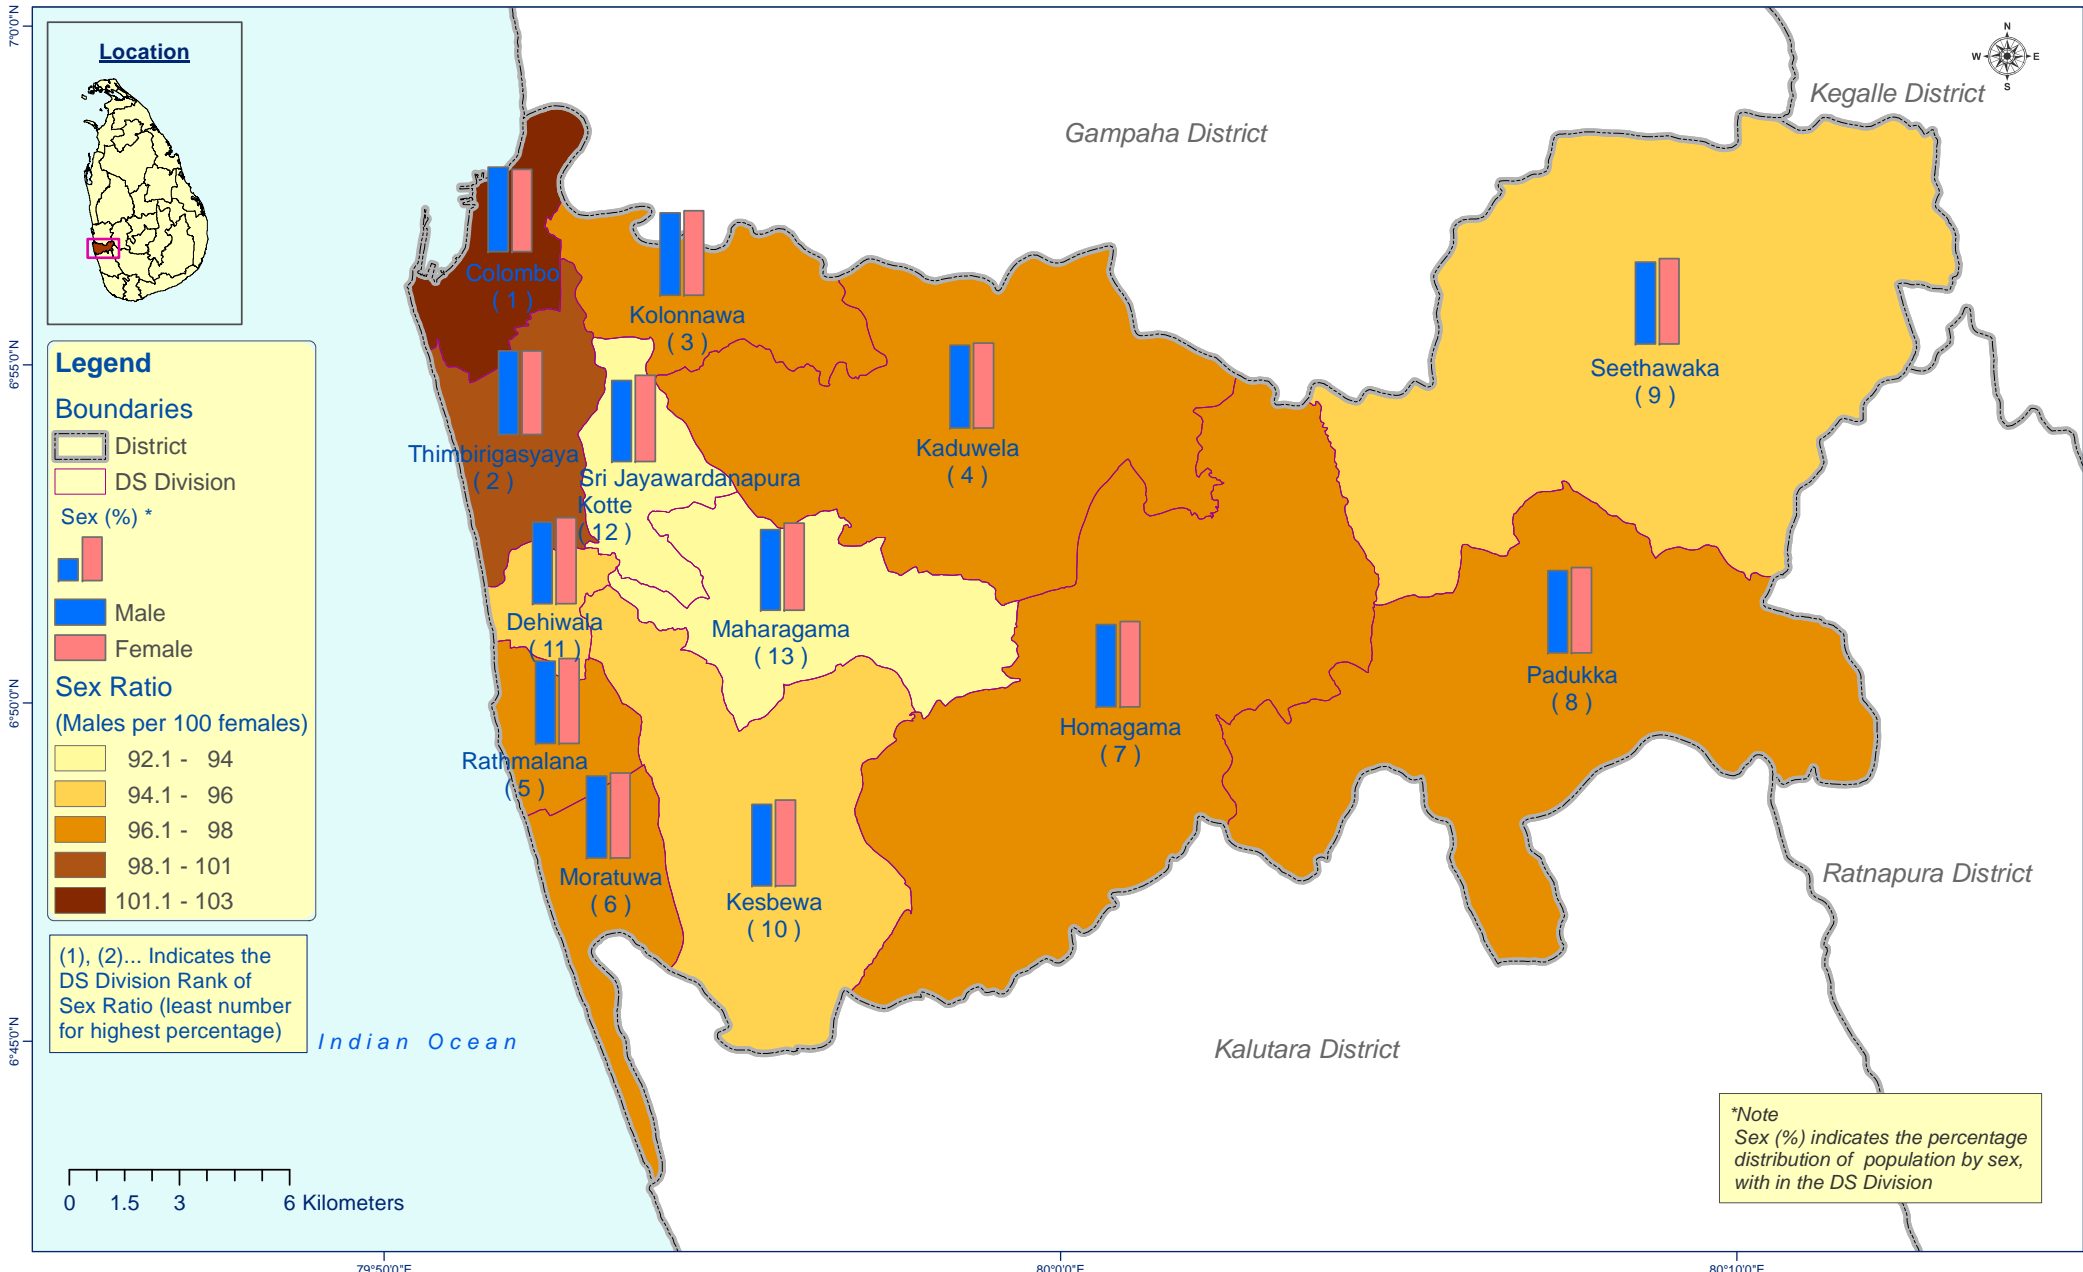 7°0'0"N
6°55'0"N
6°50'0"N
6°45'0"N
Location
N
W
E
S
Kegalle District
Gampaha District
Colombo
( 1 )
Kolonnawa
( 3 )
Seethawaka
( 9 )
Kaduwela
( 4 )
Thimbirigasyaya
( 2 )
Sri Jayawardanapura
Kotte
( 12 )
Dehiwala
( 11 )
Maharagama
( 13 )
Padukka
( 8 )
Homagama
( 7 )
Rathmalana
( 5 )
Moratuwa
( 6 )
Kesbewa
( 10 )
Ratnapura District
Kalutara District
Indian Ocean
Legend
Boundaries
District
DS Division
Sex (%) *
Male
Female
Sex Ratio
(Males per 100 females)
92.1 - 94
94.1 - 96
96.1 - 98
98.1 - 101
101.1 - 103
(1), (2)... Indicates the
DS Division Rank of
Sex Ratio (least number
for highest percentage)
*Note
Sex (%) indicates the percentage
distribution of population by sex,
with in the DS Division
0 1.5 3 6 Kilometers
79°50'0"E
80°0'0"E
80°10'0"E